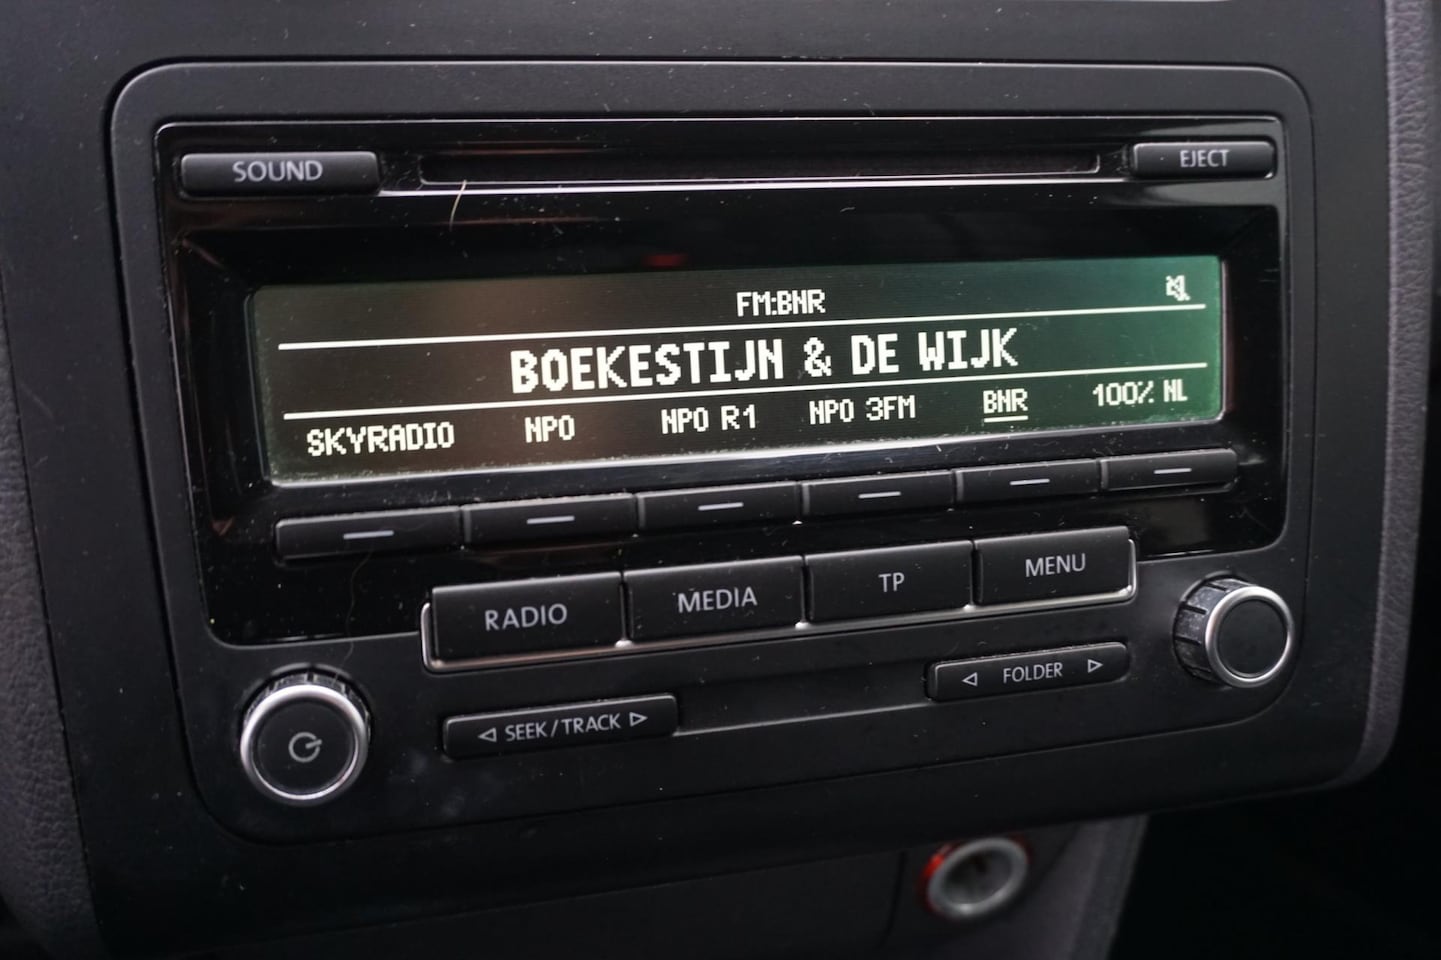 SOUND EJECT
FM:BNR
BOEKESTIJN & DE WIJK
SKYRADIO NPO NPO R1 NPO 3FM BNR 100% NL
RADIO MEDIA TP MENU
SEEK/TRACK FOLDER